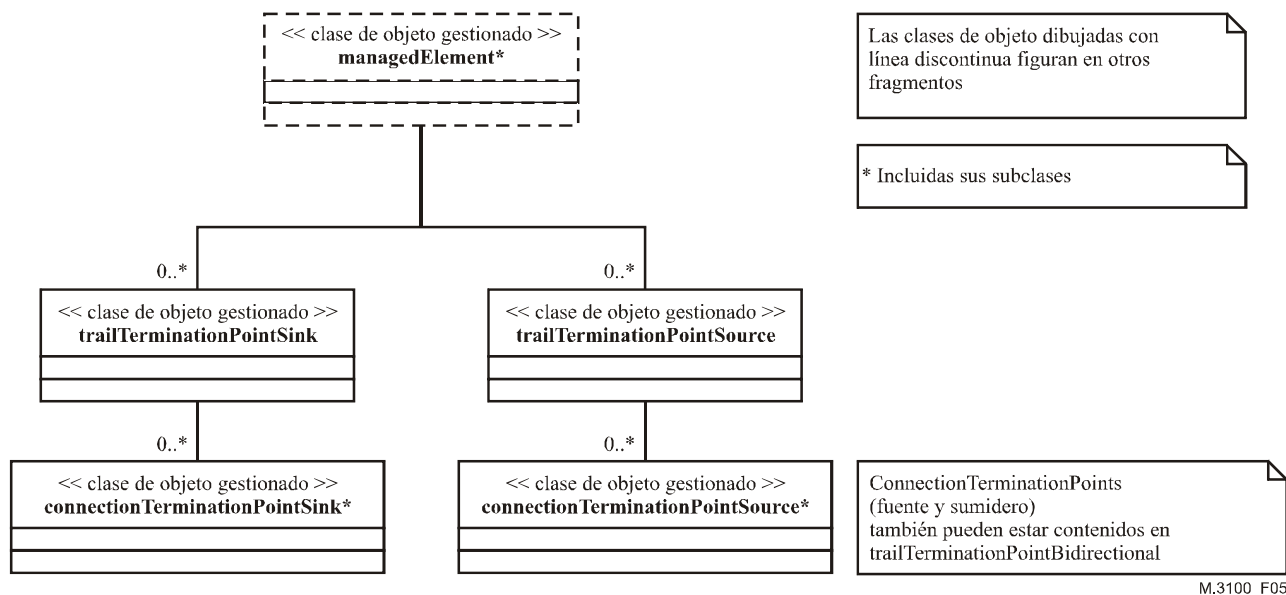 << clase de objeto gestionado >>
managedElement*
Las clases de objeto dibujadas con
línea discontinua figuran en otros
fragmentos
* Incluidas sus subclases
0..*
0..*
<< clase de objeto gestionado >>
trailTerminationPointSink
<< clase de objeto gestionado >>
trailTerminationPointSource
0..*
0..*
<< clase de objeto gestionado >>
connectionTerminationPointSink*
<< clase de objeto gestionado >>
connectionTerminationPointSource*
ConnectionTerminationPoints
(fuente y sumidero)
también pueden estar contenidos en
trailTerminationPointBidirectional
M.3100_F05